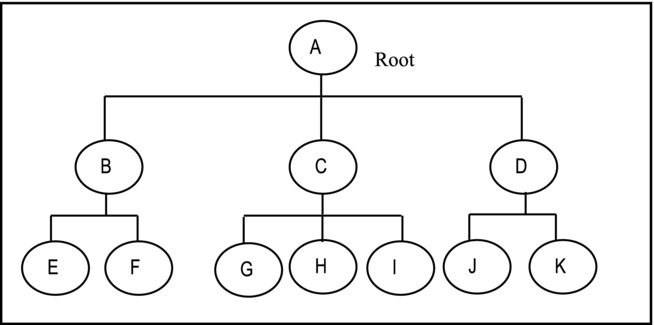 A
Root
B C D
E F G H I J K